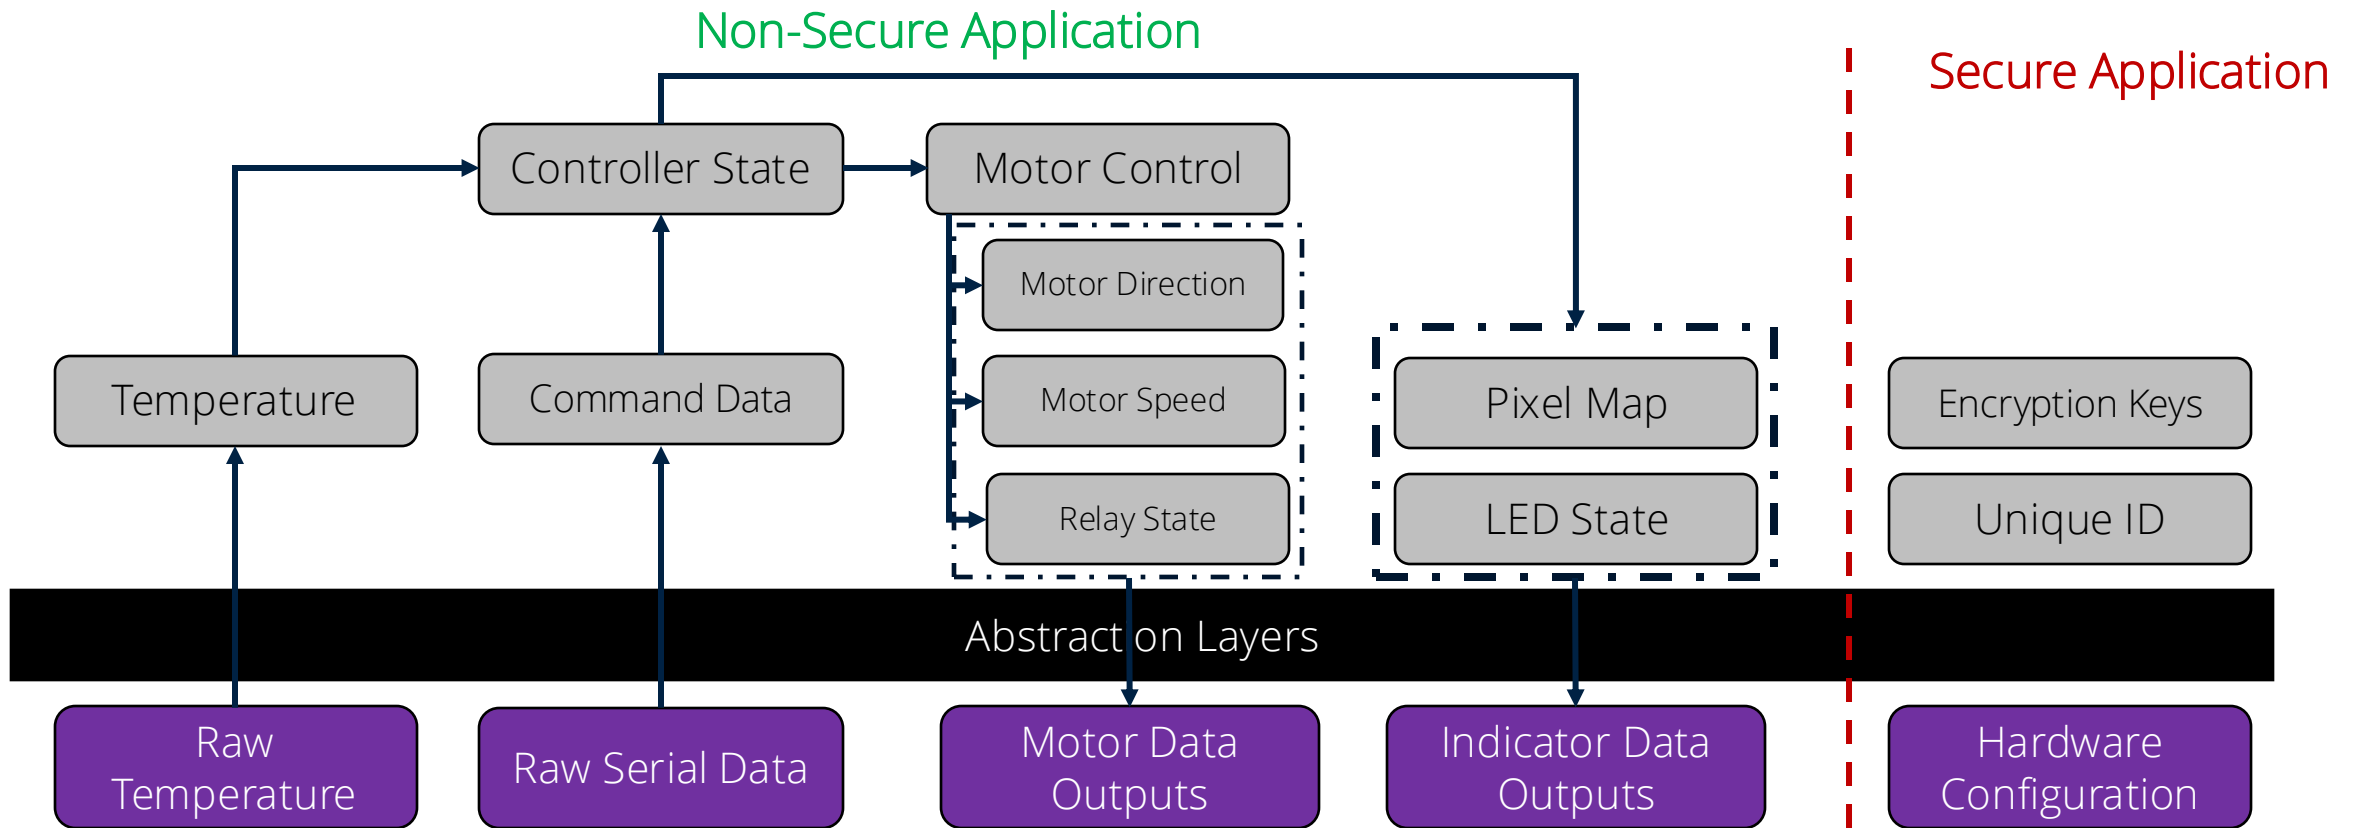 Non-Secure Application
Secure Application
Controller State
Motor Control
Motor Direction
Temperature
Command Data
Motor Speed
Pixel Map
Encryption Keys
Relay State
LED State
Unique ID
Abstraction Layers
Raw
Temperature
Raw Serial Data
Motor Data
Outputs
Indicator Data
Outputs
Hardware
Configuration